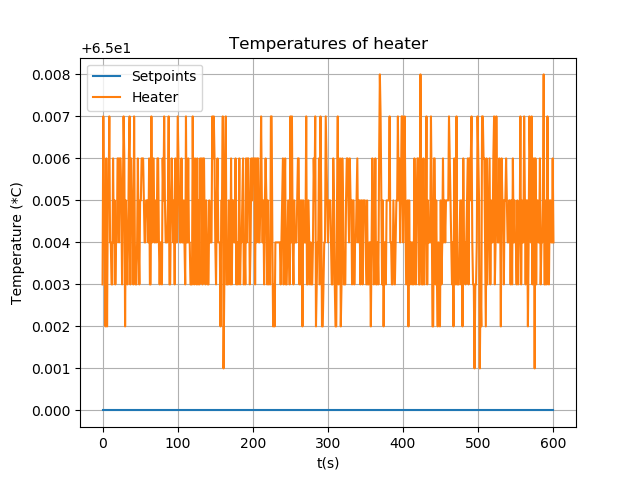 Temperatures of heater
+6.5e1
Setpoints
Heater
0.008
0.007
0.006
0.005
0.004
0.003
0.002
0.001
0.000
Temperature (*C)
0 100 200 300 400 500 600
t(s)